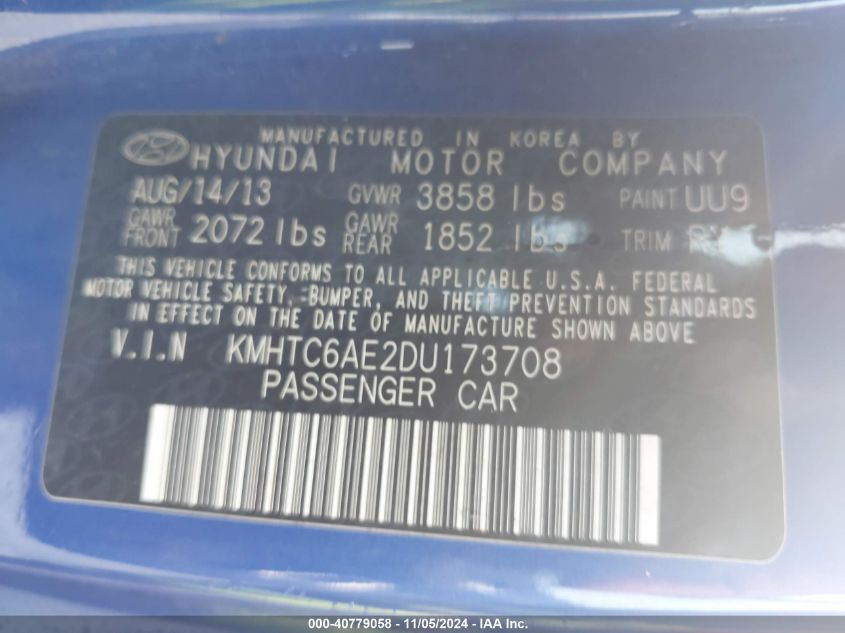 MANUFACTURED IN KOREA BY
HYUNDAI MOTOR COMPANY
AUG/14/13 GVWR 3858 lbs PAINT UU9
GAWR FRONT 2072 lbs GAWR REAR 1852 lbs TRIM
THIS VEHICLE CONFORMS TO ALL APPLICABLE U.S.A. FEDERAL
MOTOR VEHICLE SAFETY, BUMPER, AND THEFT PREVENTION STANDARDS
IN EFFECT ON THE DATE OF MANUFACTURE SHOWN ABOVE
V.I.N KMHTC6AE2DU173708
PASSENGER CAR
000-40779058 - 11/05/2024 - IAA Inc.